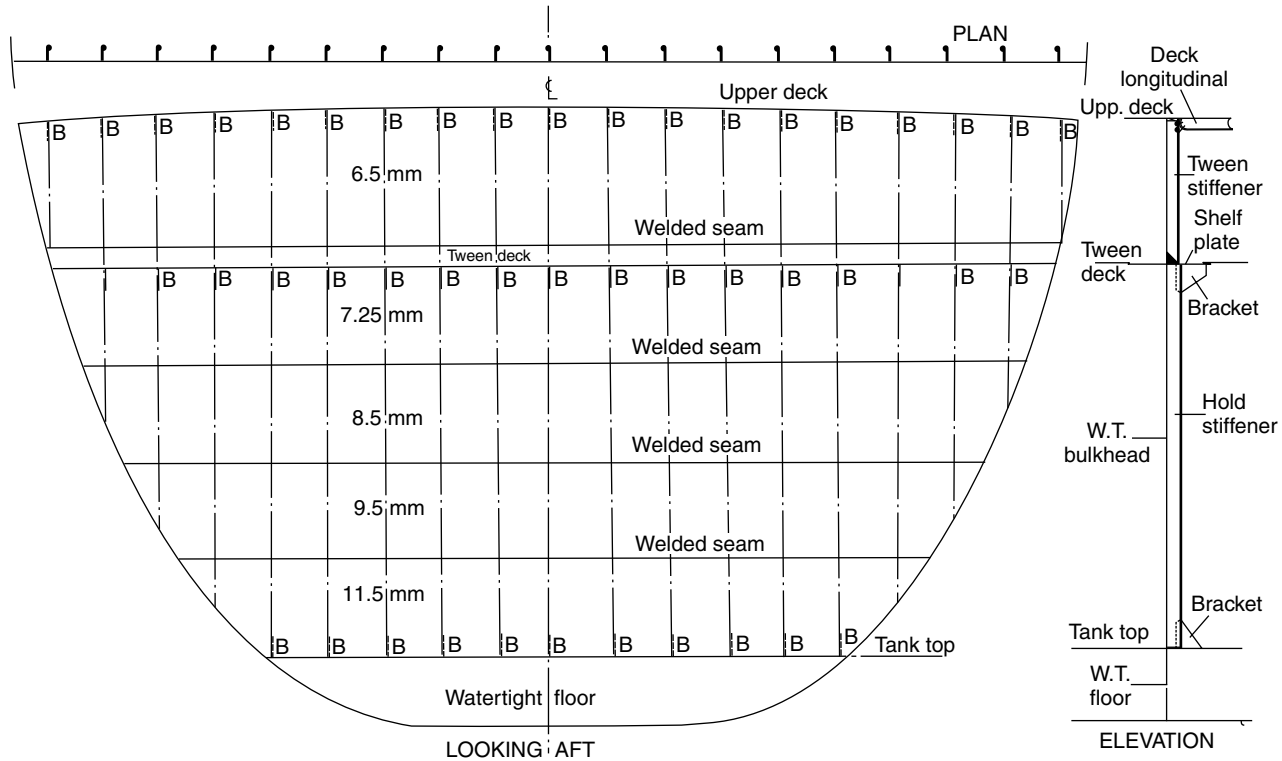 PLAN
℄
Upper deck
B B B B B B B B B B B B B B B B B B B
6.5 mm
Welded seam
Tween deck
B B B B B B B B B B B B B B B
7.25 mm
Welded seam
8.5 mm
Welded seam
9.5 mm
Welded seam
11.5 mm
B B B B B B B B B B B
Tank top
Watertight floor
LOOKING AFT
Deck
longitudinal
Upp. deck
Tween
stiffener
Shelf
plate
Tween
deck
Bracket
Hold
stiffener
W.T.
bulkhead
Bracket
Tank top
W.T.
floor
ELEVATION